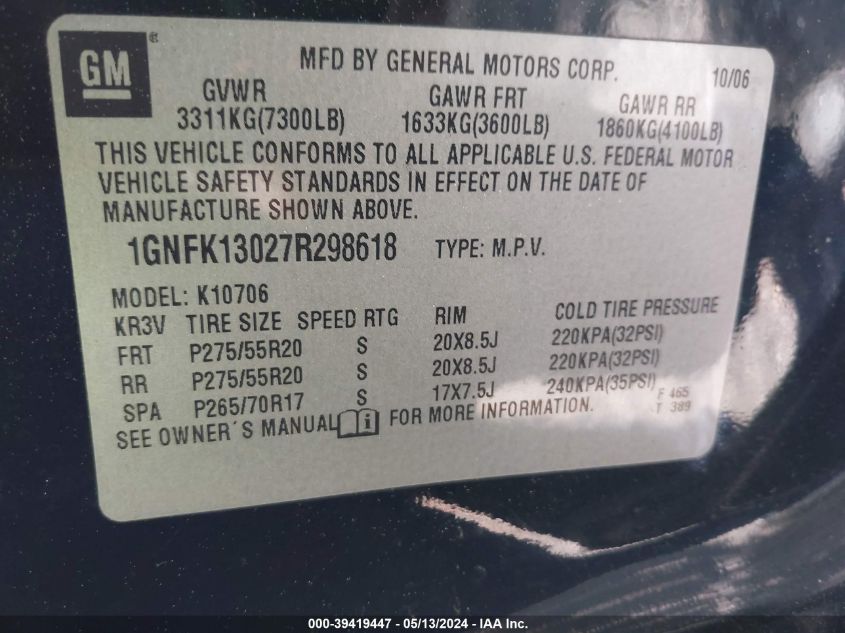 GM ®
MFD BY GENERAL MOTORS CORP. 10/06
GVWR GAWR FRT GAWR RR
3311KG(7300LB) 1633KG(3600LB) 1860KG(4100LB)
THIS VEHICLE CONFORMS TO ALL APPLICABLE U.S. FEDERAL MOTOR
VEHICLE SAFETY STANDARDS IN EFFECT ON THE DATE OF
MANUFACTURE SHOWN ABOVE.
1GNFK13027R298618 TYPE: M.P.V.
MODEL: K10706
KR3V TIRE SIZE SPEED RTG RIM COLD TIRE PRESSURE
FRT P275/55R20 S 20X8.5J 220KPA(32PSI)
RR P275/55R20 S 20X8.5J 220KPA(32PSI)
SPA P265/70R17 S 17X7.5J 240KPA(35PSI)
F 465
SEE OWNER´S MANUAL i FOR MORE INFORMATION.
T 389
000-39419447 - 05/13/2024 - IAA Inc.